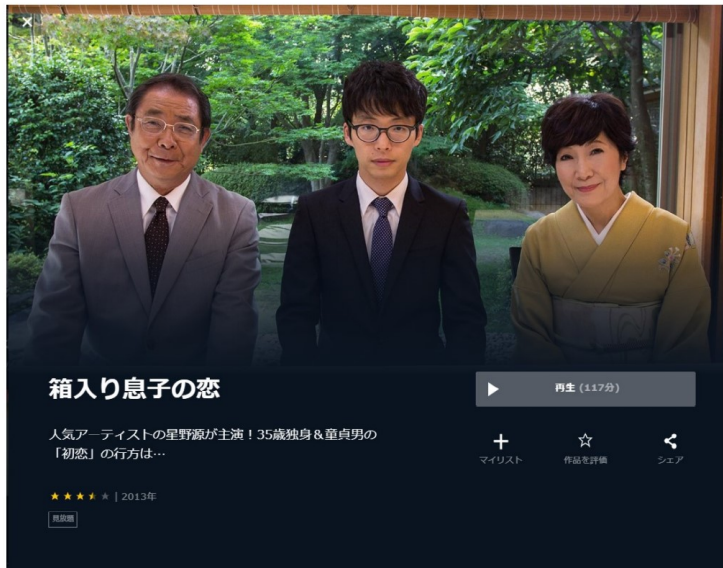 箱入り息子の恋
再生 (117分)
人気アーティストの星野源が主演！35歳独身＆童貞男の
「初恋」の行方は…
マイリスト
作品を評価
シェア
| 2013年
見放題